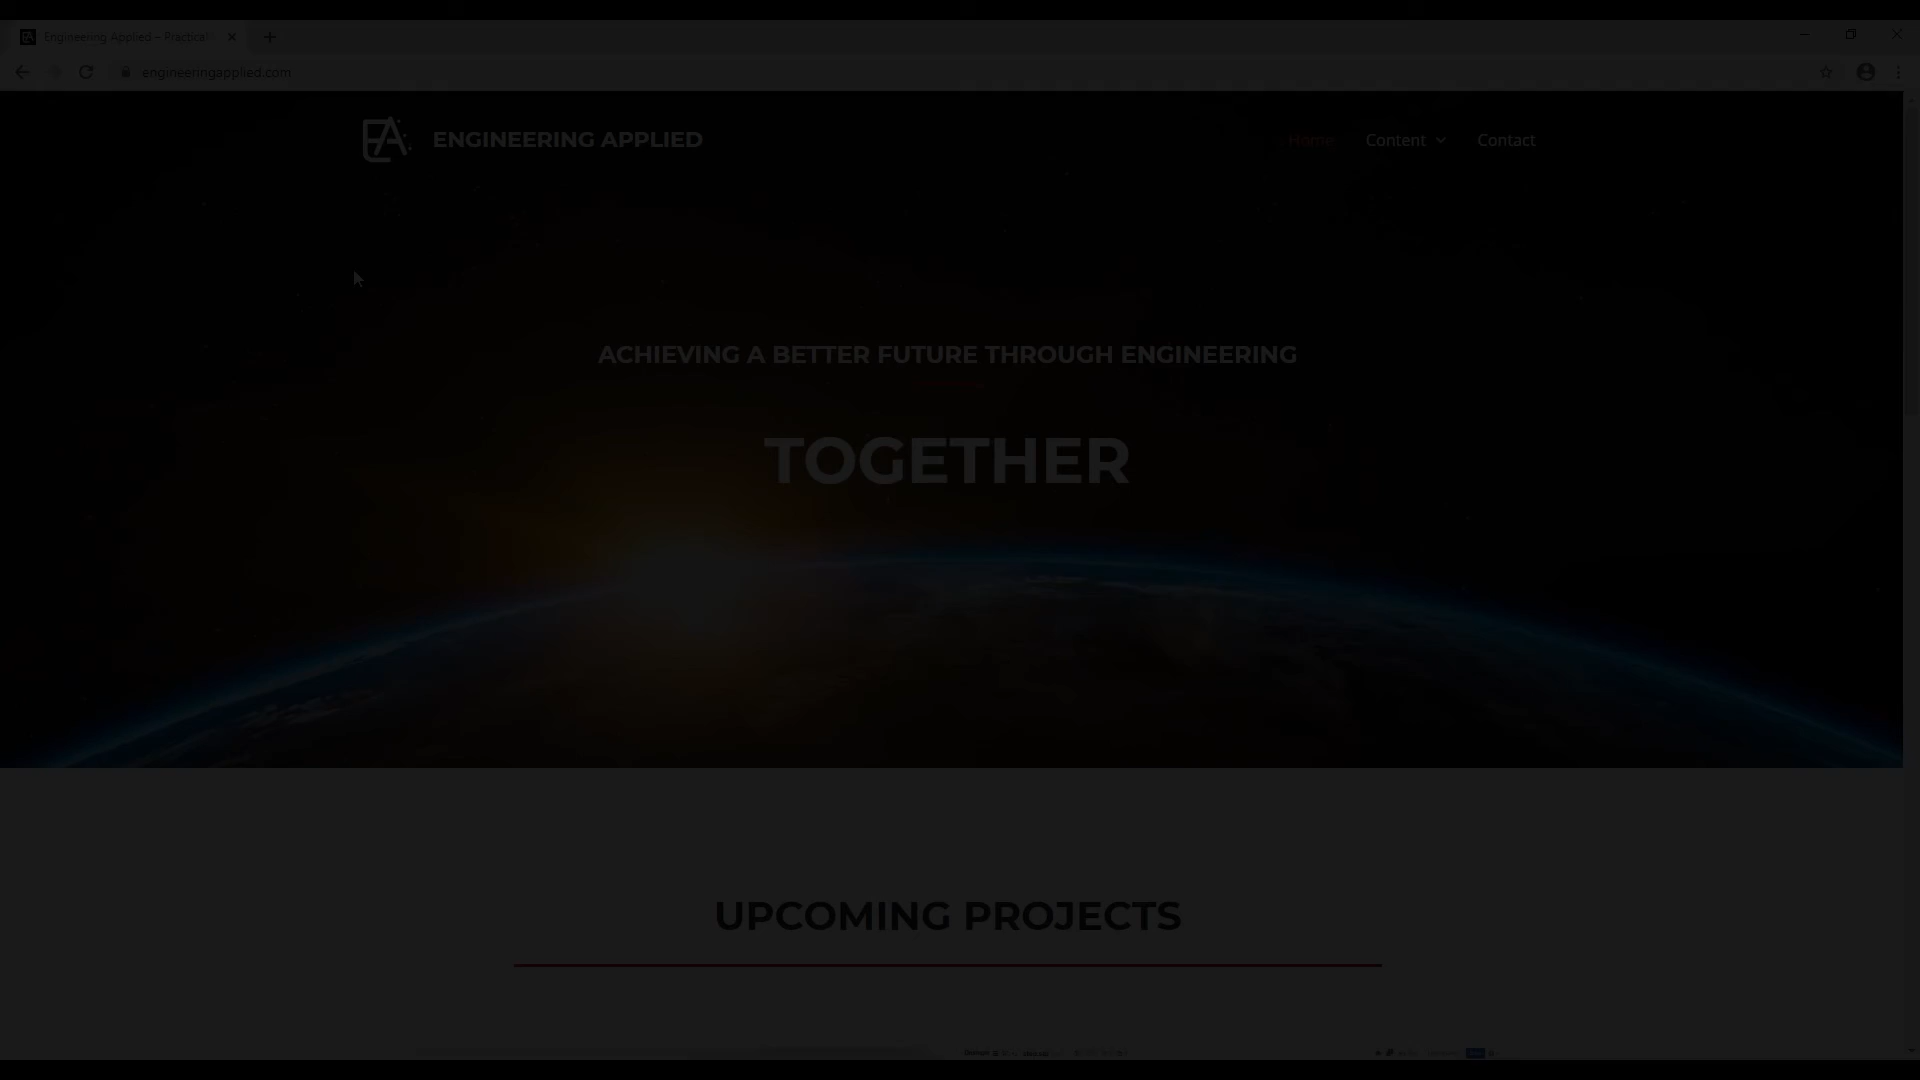 Engineering Applied – Practical
engineeringapplied.com
EA
ENGINEERING APPLIED
Home
Content
Contact
ACHIEVING A BETTER FUTURE THROUGH ENGINEERING
TOGETHER
UPCOMING PROJECTS